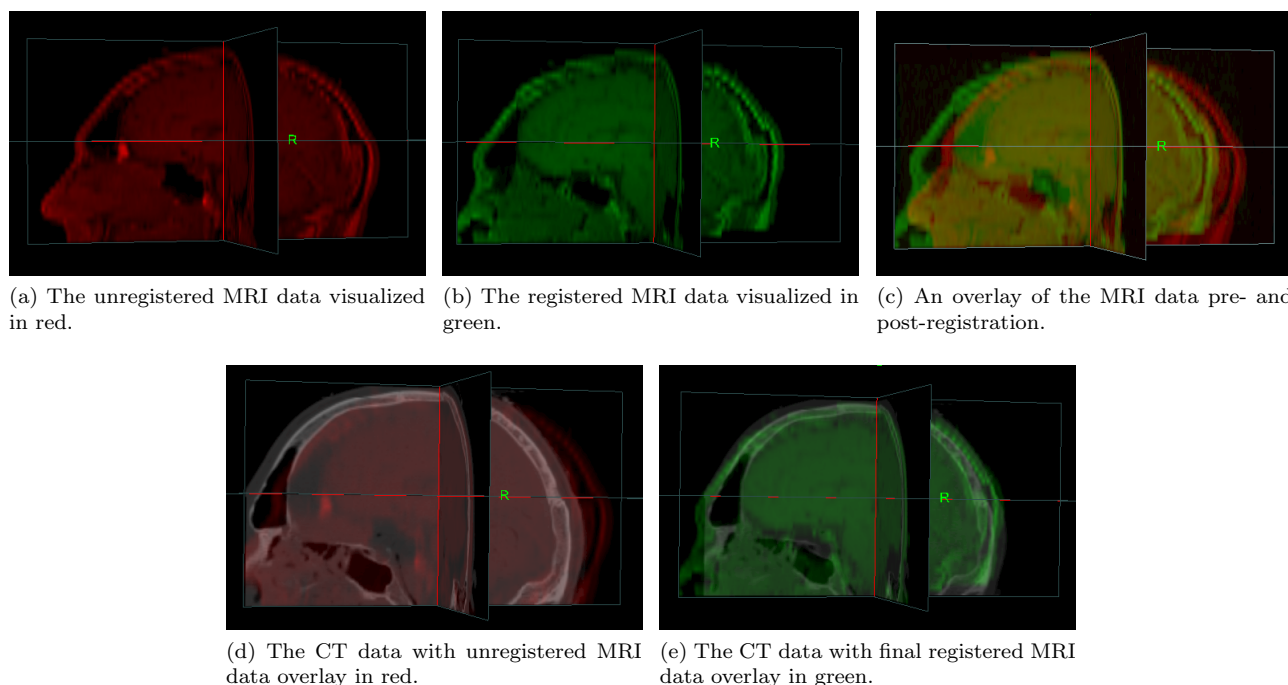 R
R
R
(a) The unregistered MRI data visualized
in red.
(b) The registered MRI data visualized in
green.
(c) An overlay of the MRI data pre- and
post-registration.
R
R
(d) The CT data with unregistered MRI
data overlay in red.
(e) The CT data with final registered MRI
data overlay in green.